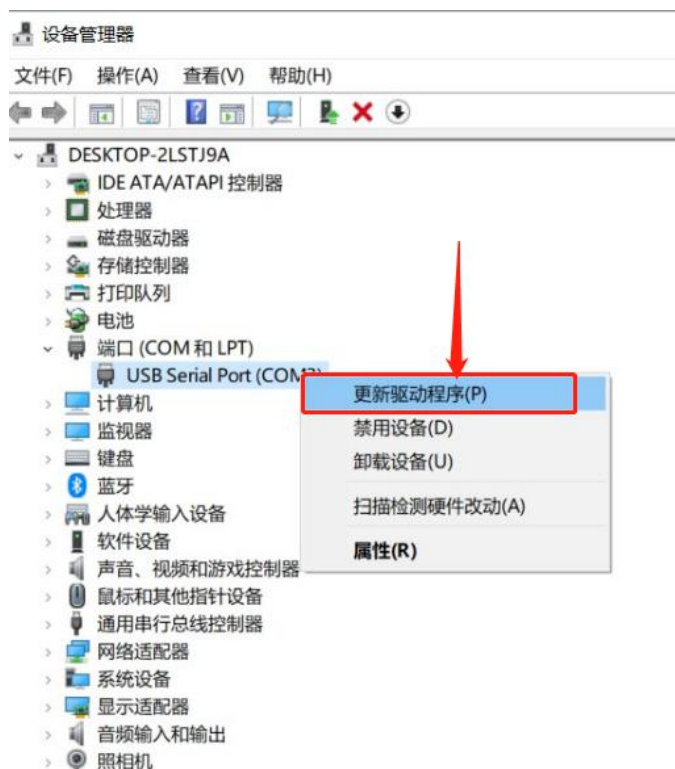 设备管理器
文件(F) 操作(A) 查看(V) 帮助(H)
DESKTOP-2LSTJ9A
IDE ATA/ATAPI 控制器
处理器
磁盘驱动器
存储控制器
打印队列
电池
端口 (COM 和 LPT)
USB Serial Port (COM3)
更新驱动程序(P)
禁用设备(D)
卸载设备(U)
扫描检测硬件改动(A)
属性(R)
计算机
监视器
键盘
蓝牙
人体学输入设备
软件设备
声音、视频和游戏控制器
鼠标和其他指针设备
通用串行总线控制器
网络适配器
系统设备
显示适配器
音频输入和输出
照相机